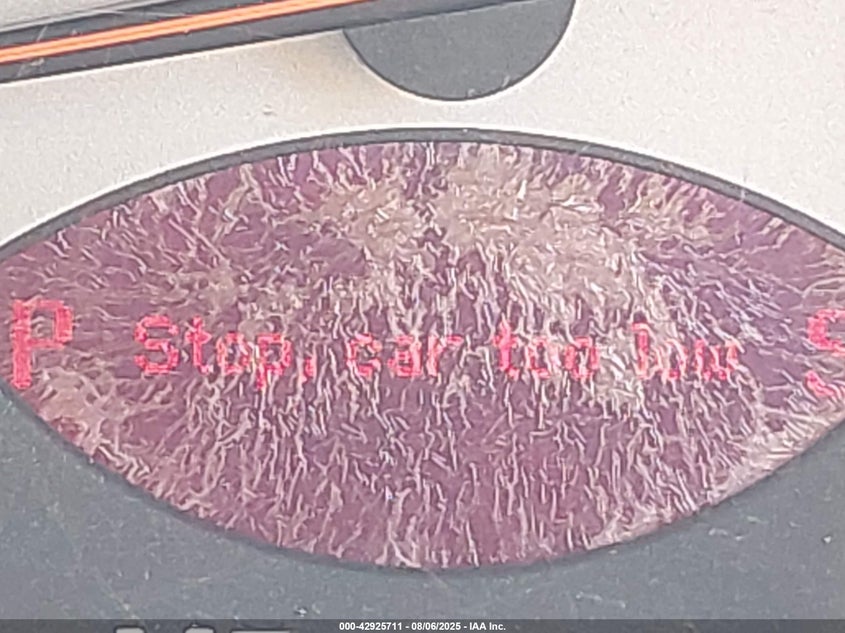 P Stop, car too low S
000-42925711 - 08/06/2025 - IAA Inc.